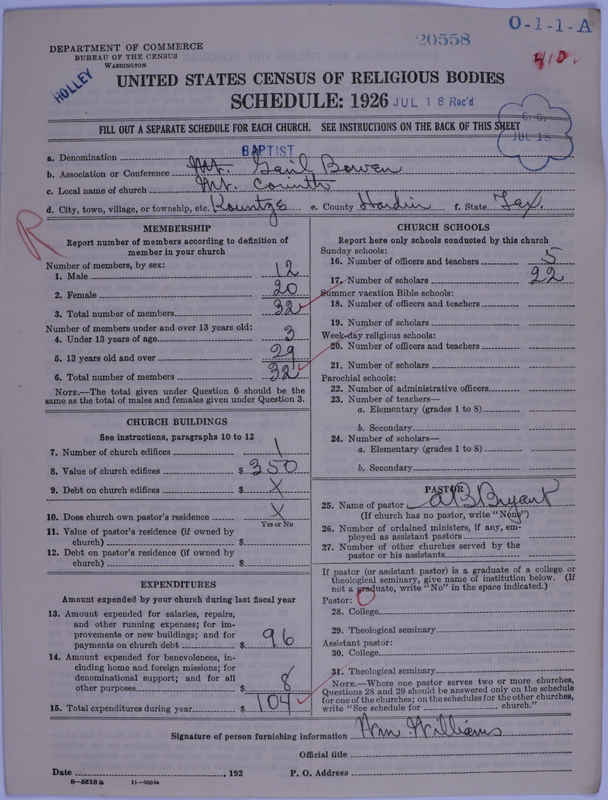 0-1-1-A
20558
DEPARTMENT OF COMMERCE
BUREAU OF THE CENSUS
WASHINGTON
HOLLEY
UNITED STATES CENSUS OF RELIGIOUS BODIES
SCHEDULE: 1926 JUL 18 Rec'd
FILL OUT A SEPARATE SCHEDULE FOR EACH CHURCH. SEE INSTRUCTIONS ON THE BACK OF THIS SHEET
JUL 18
a. Denomination BAPTIST
b. Association or Conference Mt. Bowen
c. Local name of church Mt.
d. City, town, village, or township, etc. Kountze e. County Hardin f. State Tex.
R
MEMBERSHIP
Report number of members according to definition of member in your church
Number of members, by sex:
1. Male 12
2. Female 20
3. Total number of members 32
Number of members under and over 13 years old:
4. Under 13 years of age 3
5. 13 years old and over 29
6. Total number of members 32
NOTE.—The total given under Question 6 should be the same as the total of males and females given under Question 3.
CHURCH BUILDINGS
See instructions, paragraphs 10 to 12
7. Number of church edifices 1
8. Value of church edifices $ 350
9. Debt on church edifices $ X
10. Does church own pastor's residence X
Yes or No
11. Value of pastor's residence (if owned by church) $
12. Debt on pastor's residence (if owned by church) $
EXPENDITURES
Amount expended by your church during last fiscal year
13. Amount expended for salaries, repairs, and other running expenses; for improvements or new buildings; and for payments on church debt $ 96
14. Amount expended for benevolences, including home and foreign missions; for denominational support; and for all other purposes $ 8
15. Total expenditures during year $ 104
CHURCH SCHOOLS
Report here only schools conducted by this church
Sunday schools:
16. Number of officers and teachers 5
17. Number of scholars 22
Summer vacation Bible schools:
18. Number of officers and teachers
19. Number of scholars
Week-day religious schools:
20. Number of officers and teachers
21. Number of scholars
Parochial schools:
22. Number of administrative officers
23. Number of teachers—
a. Elementary (grades 1 to 8)
b. Secondary
24. Number of scholars—
a. Elementary (grades 1 to 8)
b. Secondary
PASTOR
25. Name of pastor A B Bryant
(If church has no pastor, write "None")
26. Number of ordained ministers, if any, employed as assistant pastors
27. Number of other churches served by the pastor or his assistants
If pastor (or assistant pastor) is a graduate of a college or theological seminary, give name of institution below. (If not a graduate, write "No" in the space indicated.)
Pastor: O
28. College
29. Theological seminary
Assistant pastor:
30. College
31. Theological seminary
NOTE.—Where one pastor serves two or more churches, Questions 28 and 29 should be answered only on the schedule for one of the churches; on the schedules for the other churches, write "See schedule for church."
Signature of person furnishing information Wm Williams
Official title
Date , 192 P. O. Address
8—5518a 11—9054a